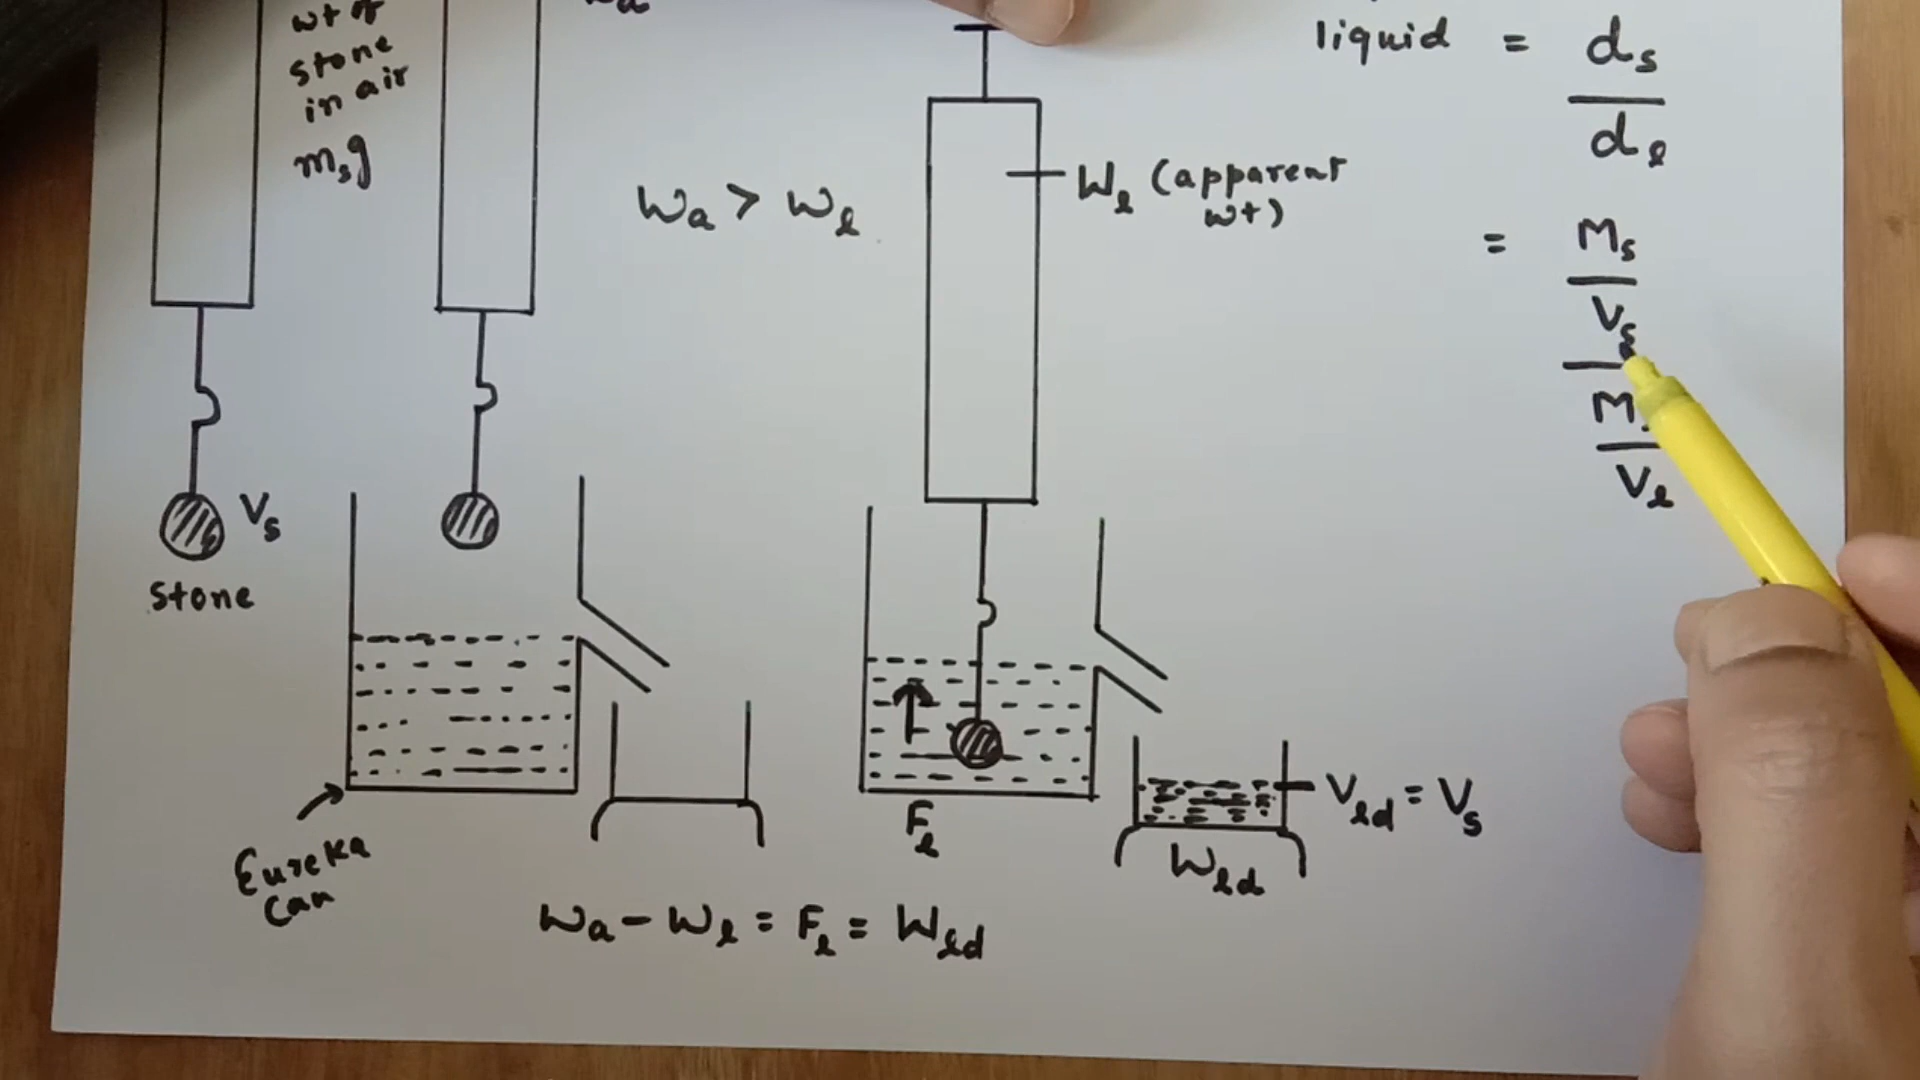 wt of
stone
in air
msg
Wa > Wl
Wl (apparent
wt)
liquid = ds
dl
= Ms
Vs
M
Vl
Vs
stone
Eureka
Can
Fl
Vld = Vs
Wld
Wa - Wl = Fl = Wld